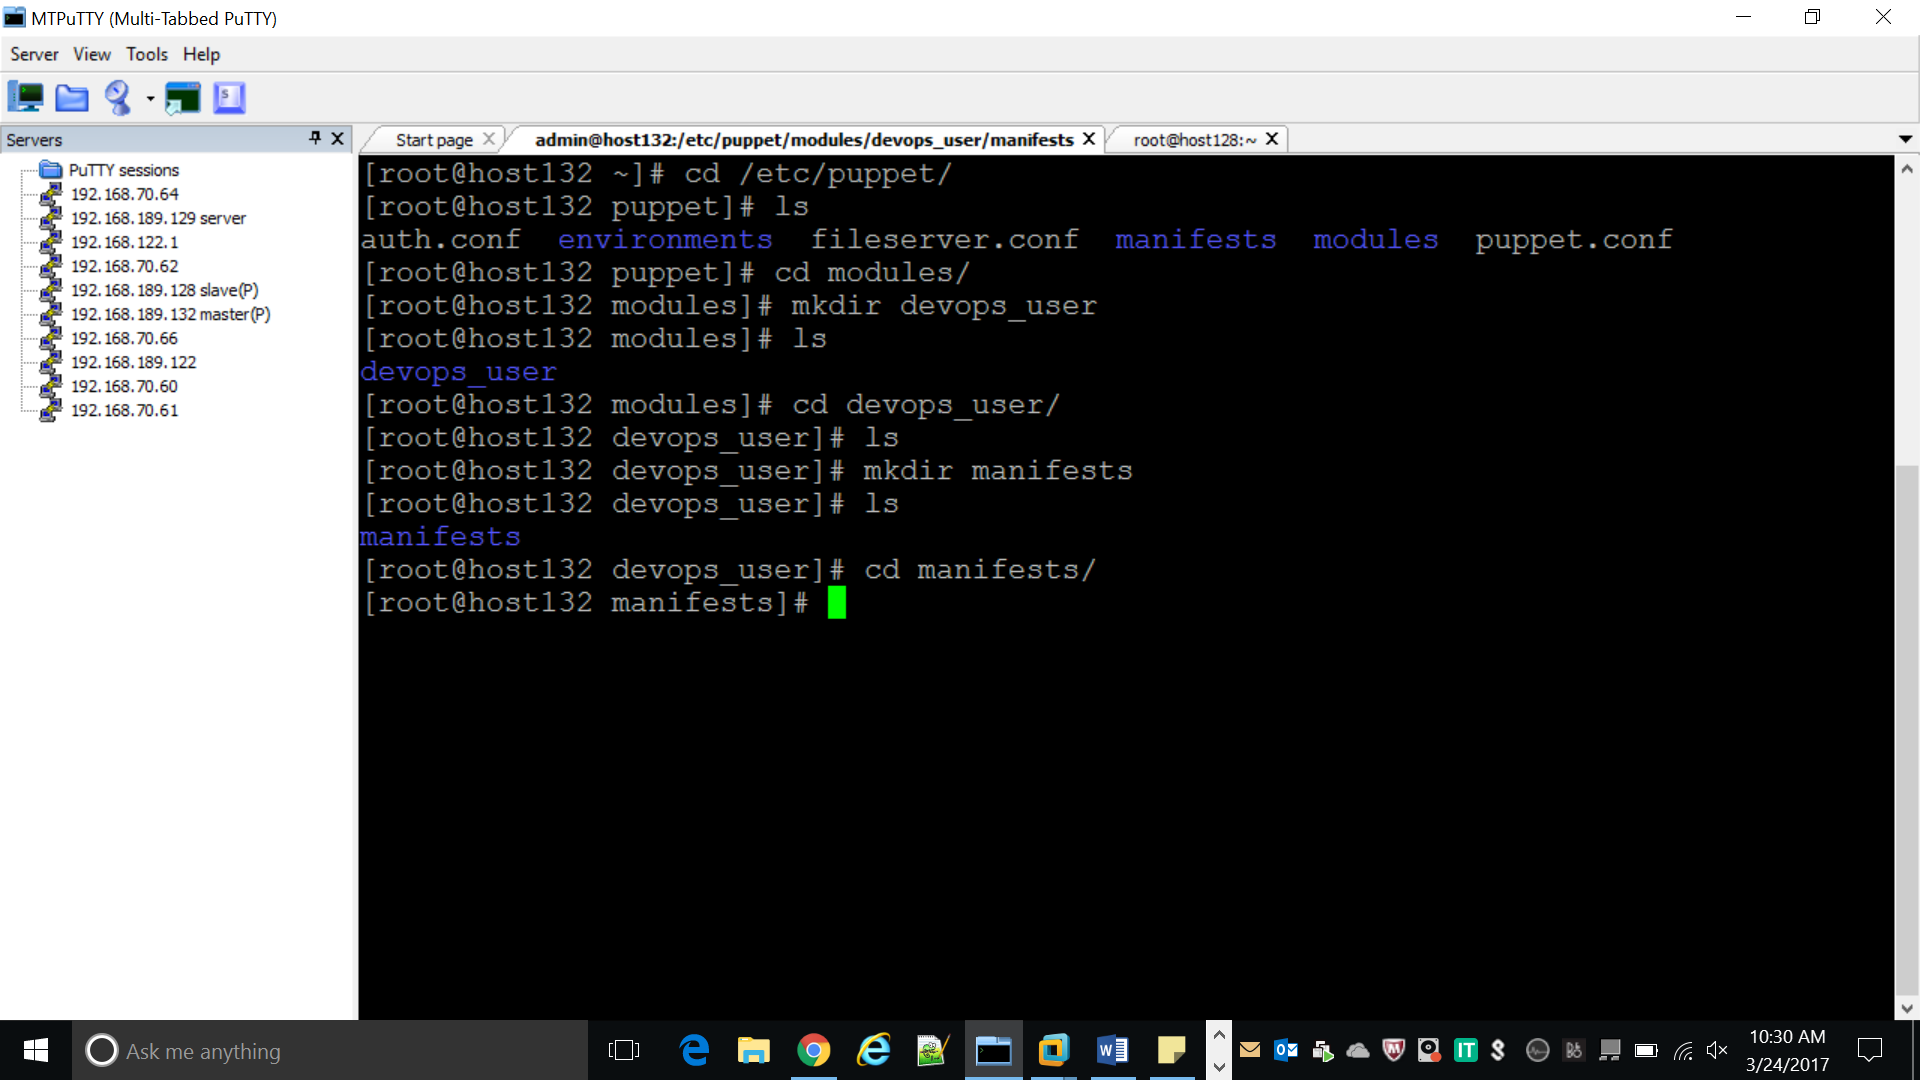 MTPuTTY (Multi-Tabbed PuTTY)
Server View Tools Help
Servers
PuTTY sessions
192.168.70.64
192.168.189.129 server
192.168.122.1
192.168.70.62
192.168.189.128 slave(P)
192.168.189.132 master(P)
192.168.70.66
192.168.189.122
192.168.70.60
192.168.70.61
Start page admin@host132:/etc/puppet/modules/devops_user/manifests root@host128:~
[root@host132 ~]# cd /etc/puppet/
[root@host132 puppet]# ls
auth.conf environments fileserver.conf manifests modules puppet.conf
[root@host132 puppet]# cd modules/
[root@host132 modules]# mkdir devops_user
[root@host132 modules]# ls
devops_user
[root@host132 modules]# cd devops_user/
[root@host132 devops_user]# ls
[root@host132 devops_user]# mkdir manifests
[root@host132 devops_user]# ls
manifests
[root@host132 devops_user]# cd manifests/
[root@host132 manifests]#
Ask me anything
IT
10:30 AM
3/24/2017